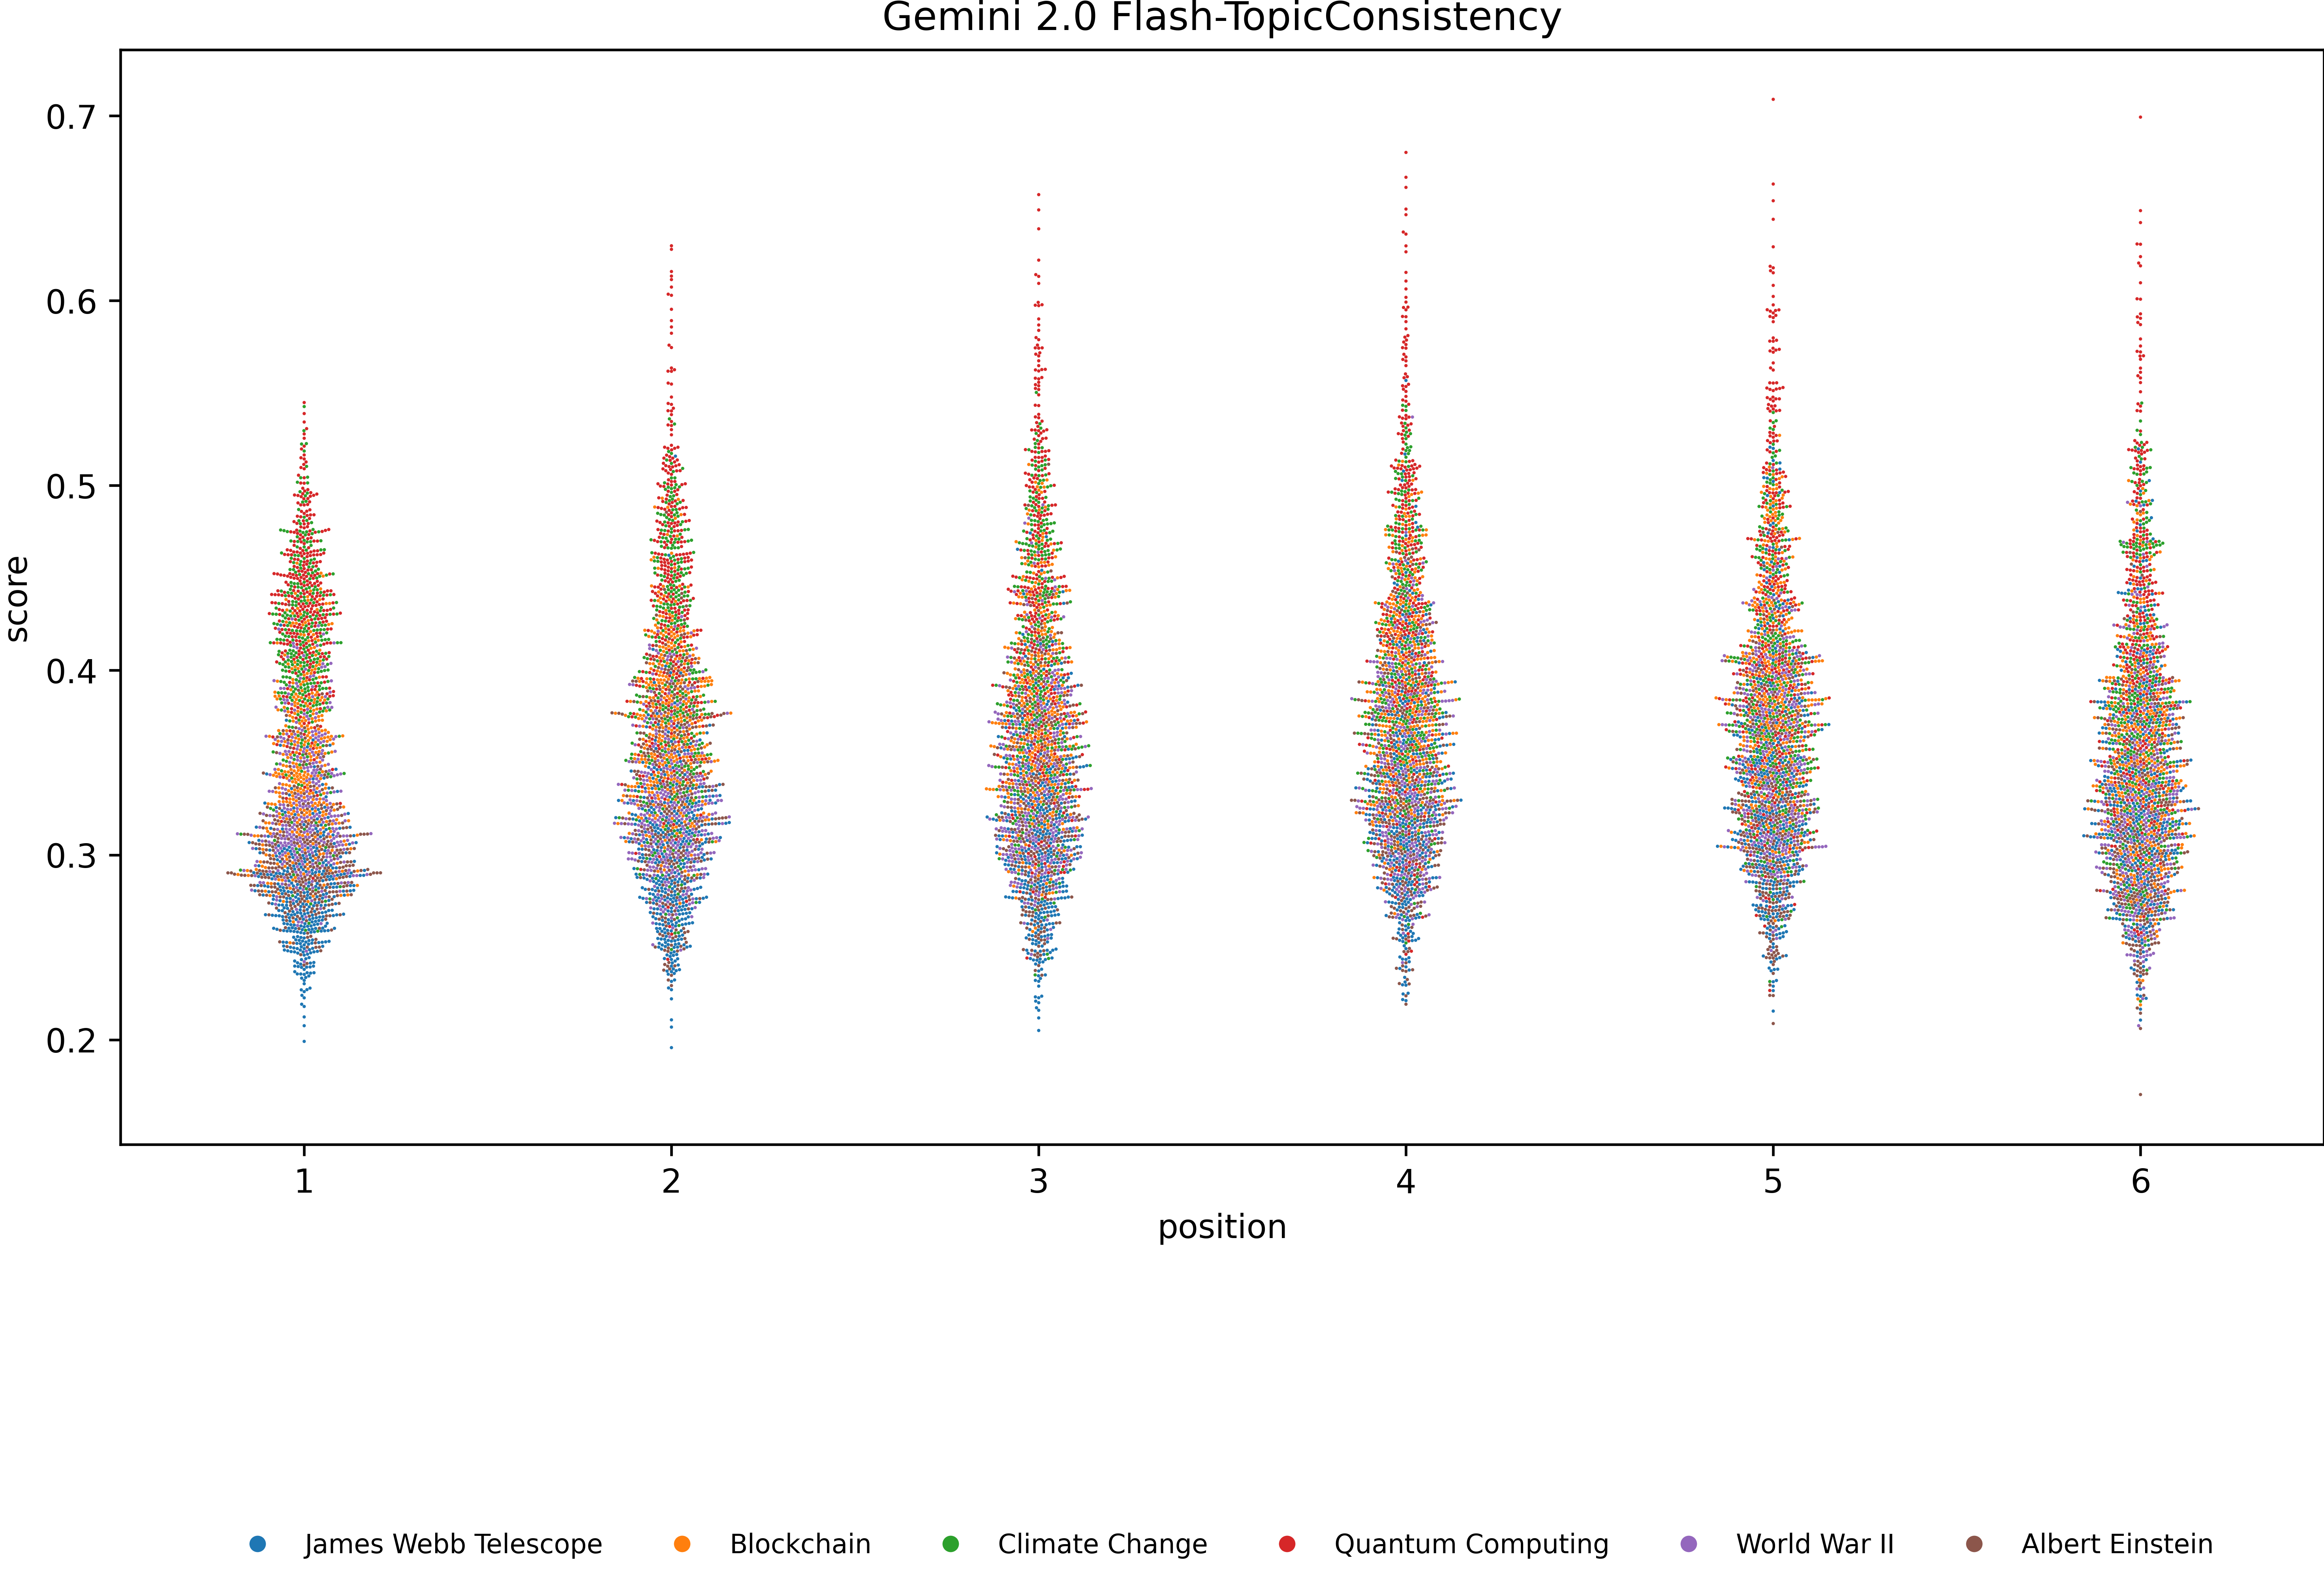 Gemini 2.0 Flash-TopicConsistency
score
0.7
0.6
0.5
0.4
0.3
0.2
1 2 3 4 5 6
position
James Webb Telescope Blockchain Climate Change Quantum Computing World War II Albert Einstein